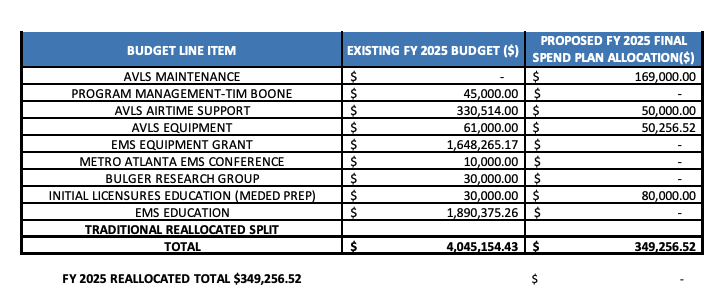 BUDGET LINE ITEM EXISTING FY 2025 BUDGET ($) PROPOSED FY 2025 FINAL SPEND PLAN ALLOCATION($)
AVLS MAINTENANCE $ - $ 169,000.00
PROGRAM MANAGEMENT-TIM BOONE $ 45,000.00 $ -
AVLS AIRTIME SUPPORT $ 330,514.00 $ 50,000.00
AVLS EQUIPMENT $ 61,000.00 $ 50,256.52
EMS EQUIPMENT GRANT $ 1,648,265.17 $ -
METRO ATLANTA EMS CONFERENCE $ 10,000.00 $ -
BULGER RESEARCH GROUP $ 30,000.00 $ -
INITIAL LICENSURES EDUCATION (MEDED PREP) $ 30,000.00 $ 80,000.00
EMS EDUCATION $ 1,890,375.26 $ -
TRADITIONAL REALLOCATED SPLIT
TOTAL $ 4,045,154.43 $ 349,256.52
FY 2025 REALLOCATED TOTAL $349,256.52 $ -